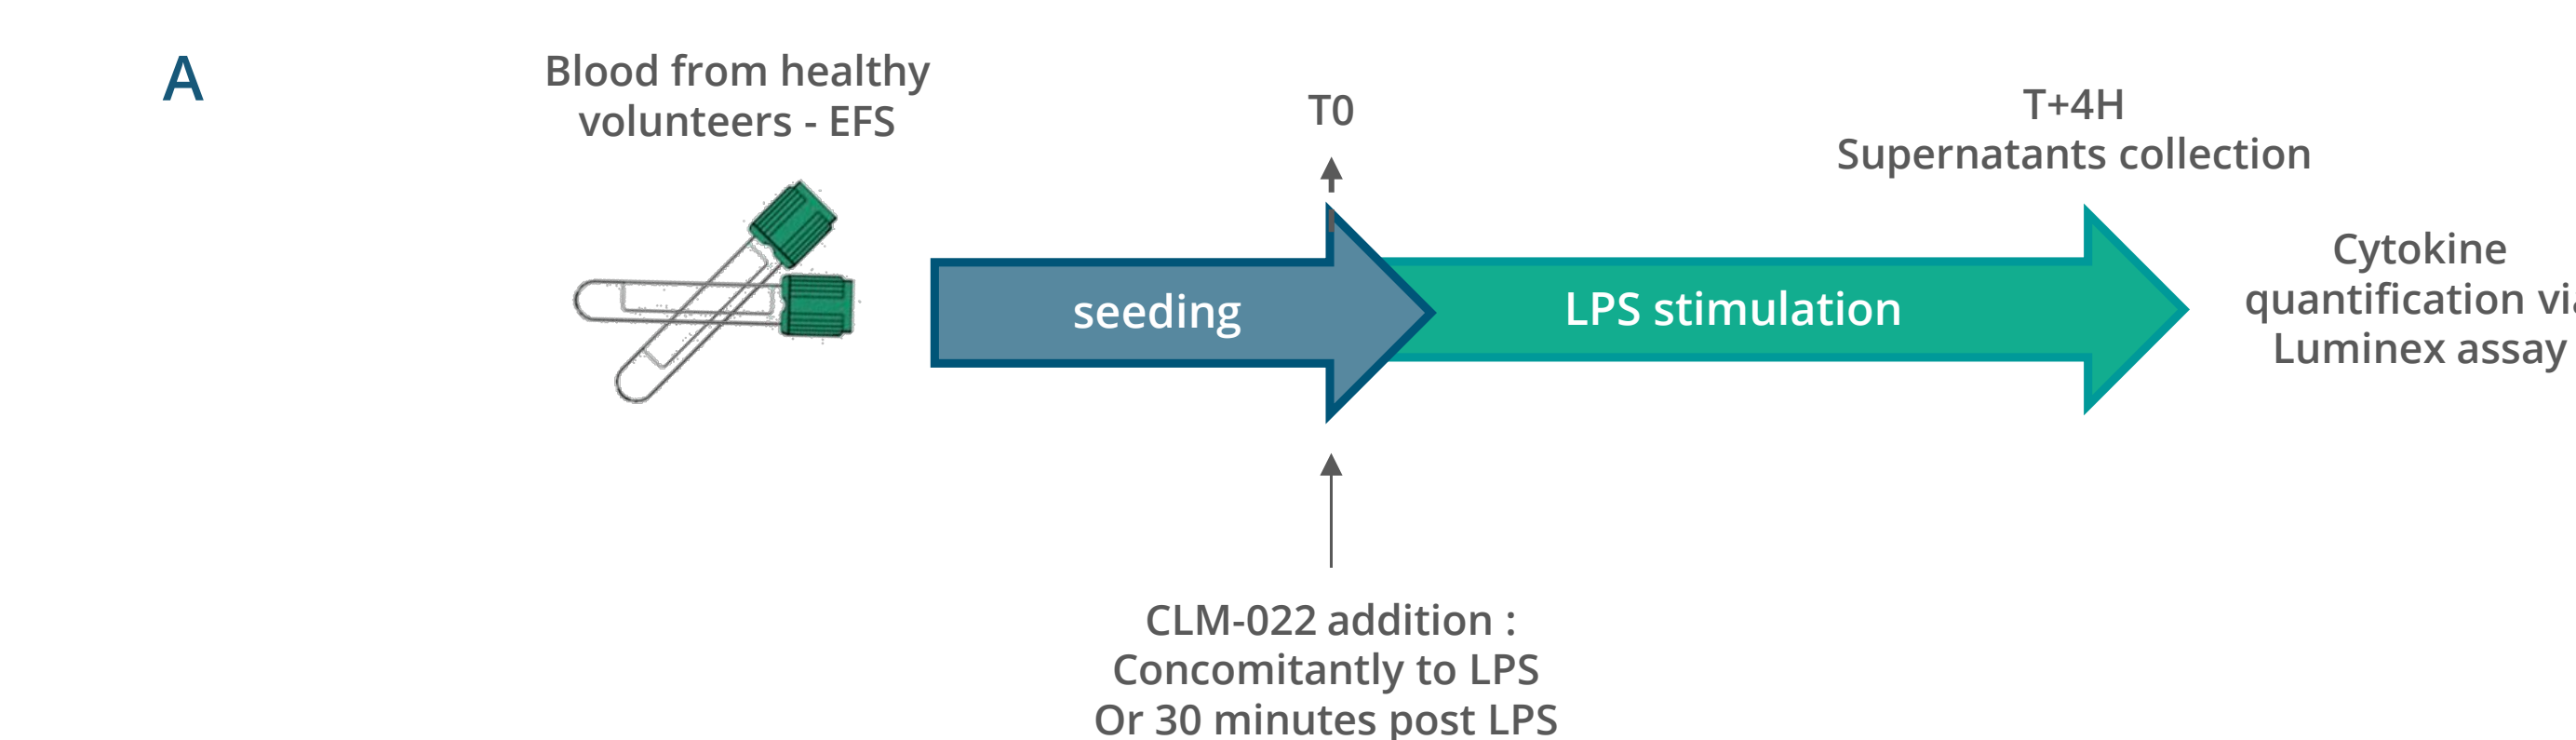 A
Blood from healthy
volunteers - EFS
T0
T+4H
Supernatants collection
seeding
LPS stimulation
Cytokine
quantification via
Luminex assay
CLM-022 addition :
Concomitantly to LPS
Or 30 minutes post LPS